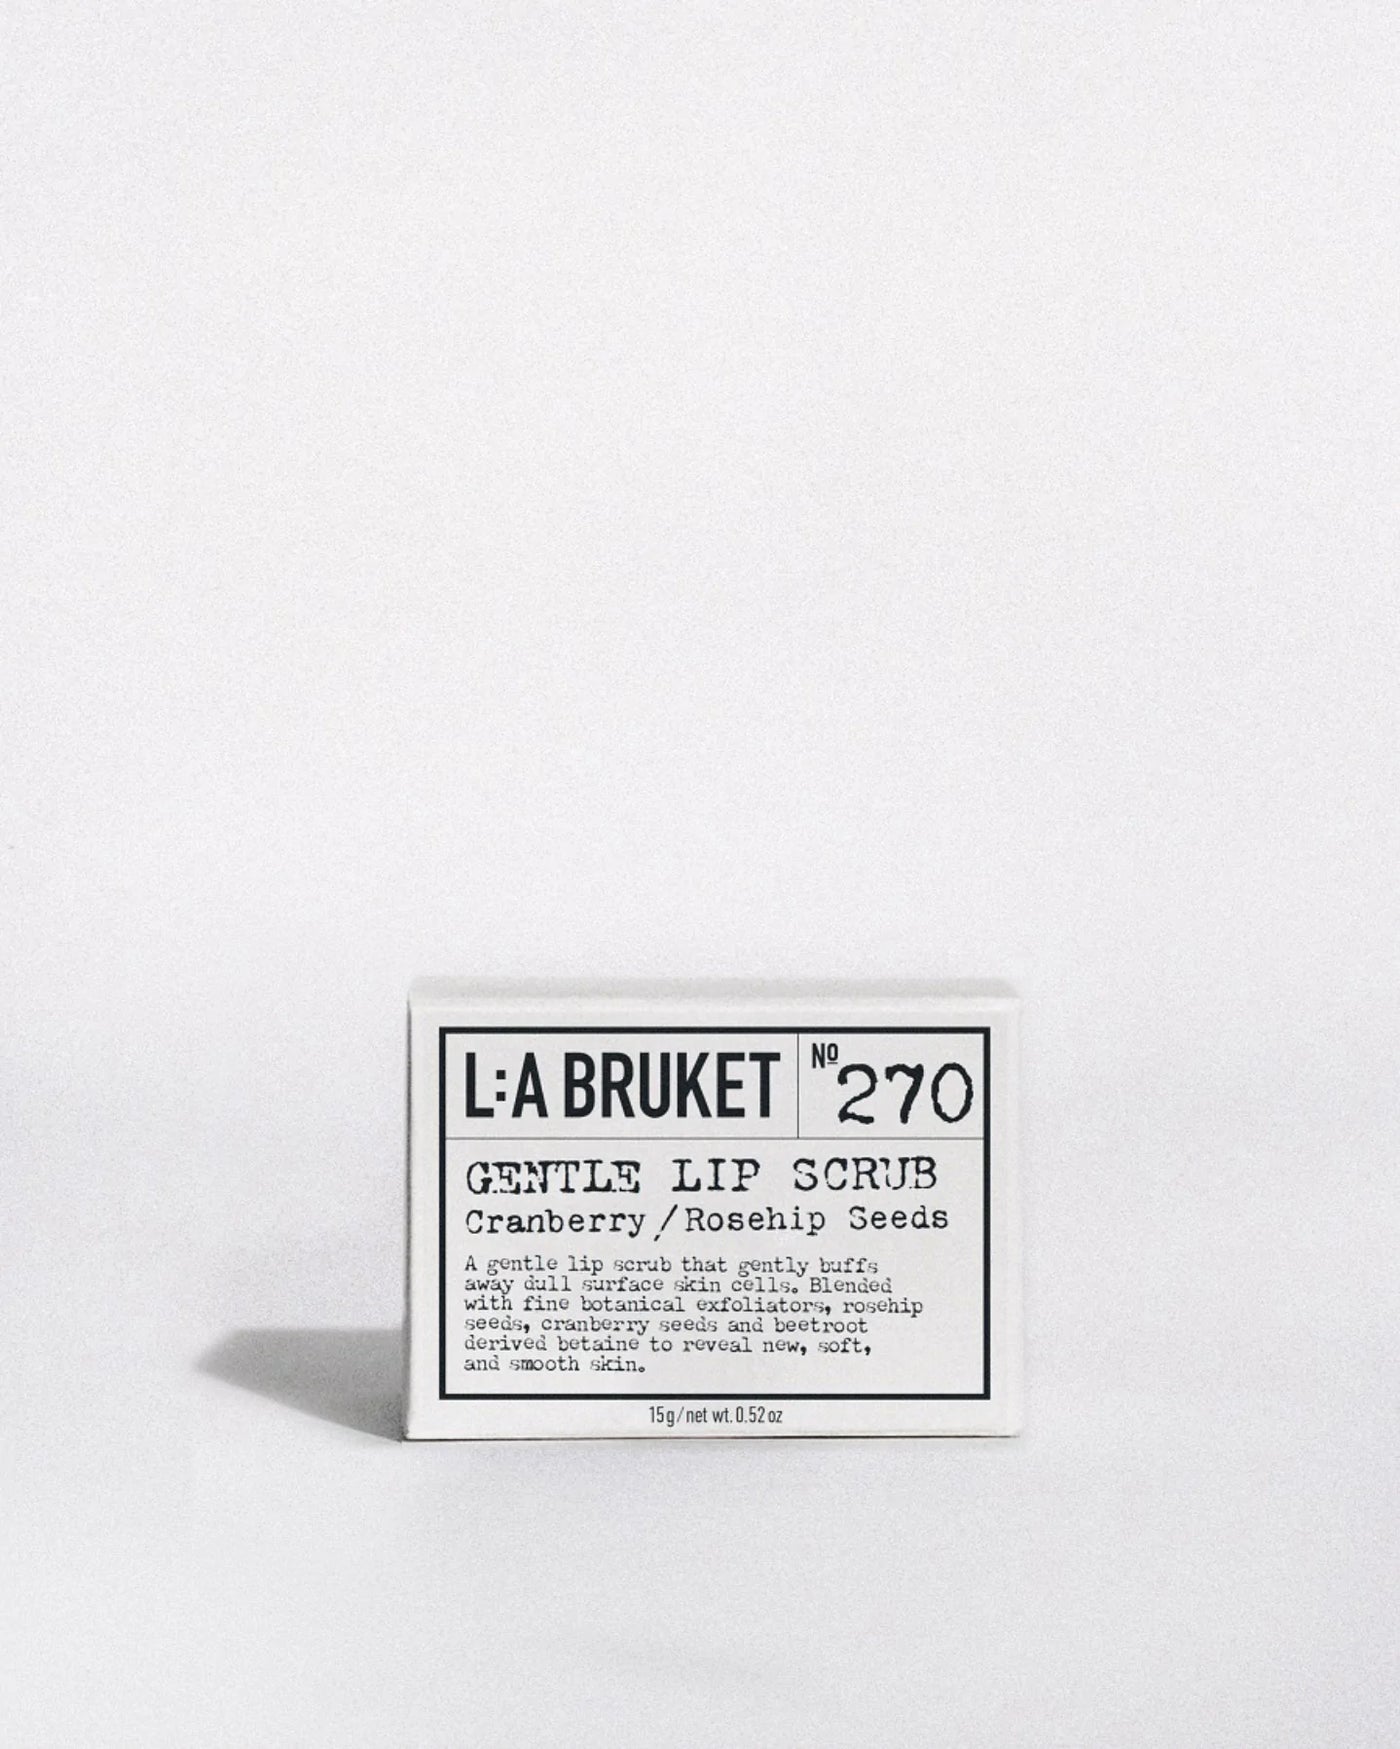 L:A BRUKET
Nº 270
GENTLE LIP SCRUB
Cranberry/Rosehip Seeds
A gentle lip scrub that gently buffs
away dull surface skin cells. Blended
with fine botanical exfoliators, rosehip
seeds, cranberry seeds and beetroot
derived betaine to reveal new, soft,
and smooth skin.
15g/net wt. 0.52 oz